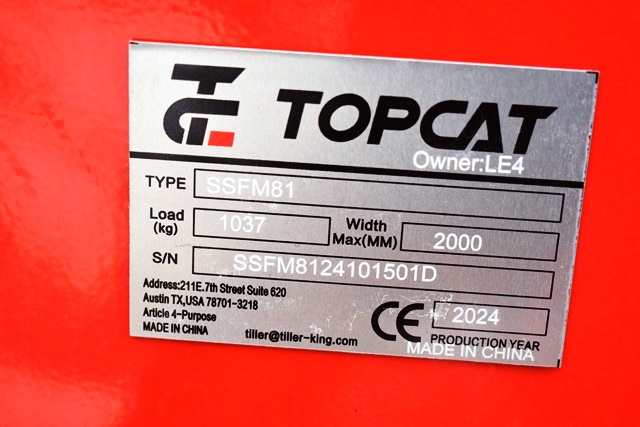 TOPCAT
Owner:LE4
TYPE SSFM81
Load (kg) 1037 Width Max(MM) 2000
S/N SSFM8124101501D
Address:211E.7th Street Suite 620
Austin TX,USA 78701-3218
Article 4-Purpose
MADE IN CHINA
tiller@tiller-king.com
CE 2024
PRODUCTION YEAR
MADE IN CHINA